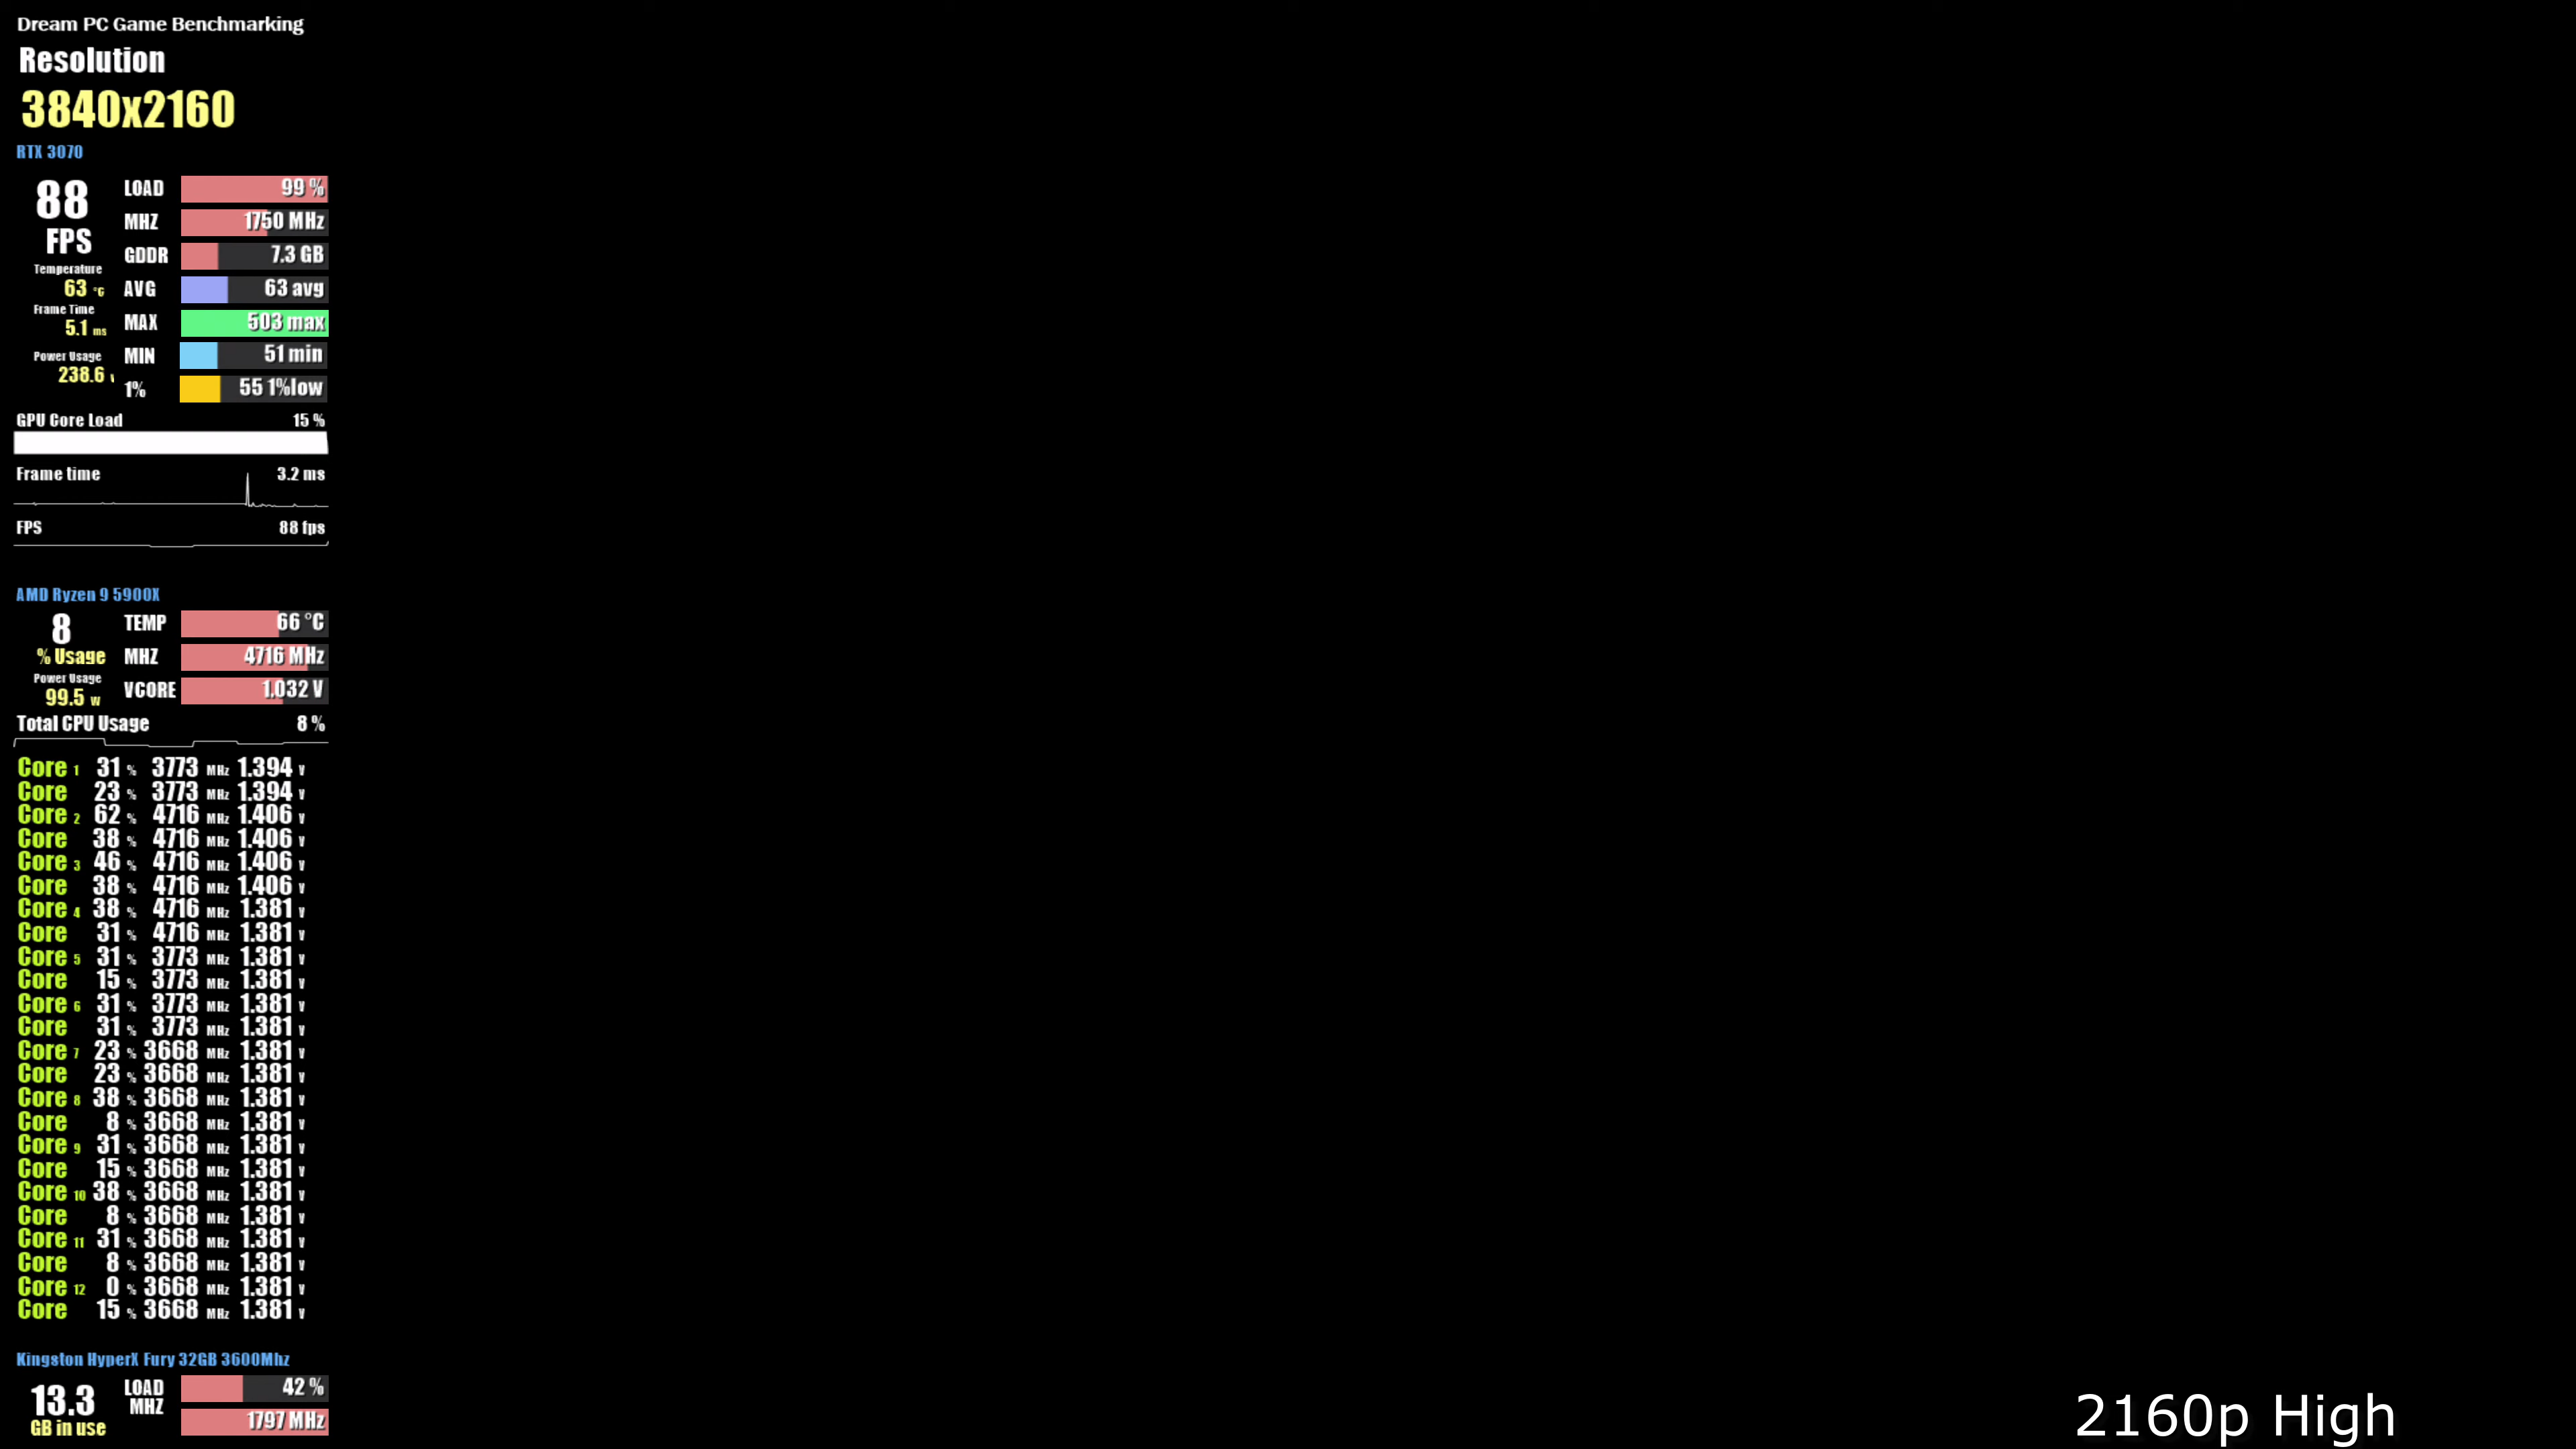 Dream PC Game Benchmarking
Resolution
3840x2160
RTX 3070
88 FPS
LOAD 99 %
MHZ 1750 MHz
GDDR 7.3 GB
Temperature
63 °C
AVG 63 avg
Frame Time
5.1 ms
MAX 503 max
Power Usage
238.6
MIN 51 min
1% 55 1%low
GPU Core Load 15 %
Frame time 3.2 ms
FPS 88 fps
AMD Ryzen 9 5900X
8
% Usage
TEMP 66 °C
MHZ 4716 MHz
Power Usage
99.5 W
VCORE 1.032 V
Total CPU Usage 8 %
Core 1 31 % 3773 MHz 1.394 V
Core 23 % 3773 MHz 1.394 V
Core 2 62 % 4716 MHz 1.406 V
Core 38 % 4716 MHz 1.406 V
Core 3 46 % 4716 MHz 1.406 V
Core 38 % 4716 MHz 1.406 V
Core 4 38 % 4716 MHz 1.381 V
Core 31 % 4716 MHz 1.381 V
Core 5 31 % 3773 MHz 1.381 V
Core 15 % 3773 MHz 1.381 V
Core 6 31 % 3773 MHz 1.381 V
Core 31 % 3773 MHz 1.381 V
Core 7 23 % 3668 MHz 1.381 V
Core 23 % 3668 MHz 1.381 V
Core 8 38 % 3668 MHz 1.381 V
Core 8 % 3668 MHz 1.381 V
Core 9 31 % 3668 MHz 1.381 V
Core 15 % 3668 MHz 1.381 V
Core 10 38 % 3668 MHz 1.381 V
Core 8 % 3668 MHz 1.381 V
Core 11 31 % 3668 MHz 1.381 V
Core 8 % 3668 MHz 1.381 V
Core 12 0 % 3668 MHz 1.381 V
Core 15 % 3668 MHz 1.381 V
Kingston HyperX Fury 32GB 3600Mhz
13.3
GB in use
LOAD 42 %
MHZ 1797 MHz
2160p High